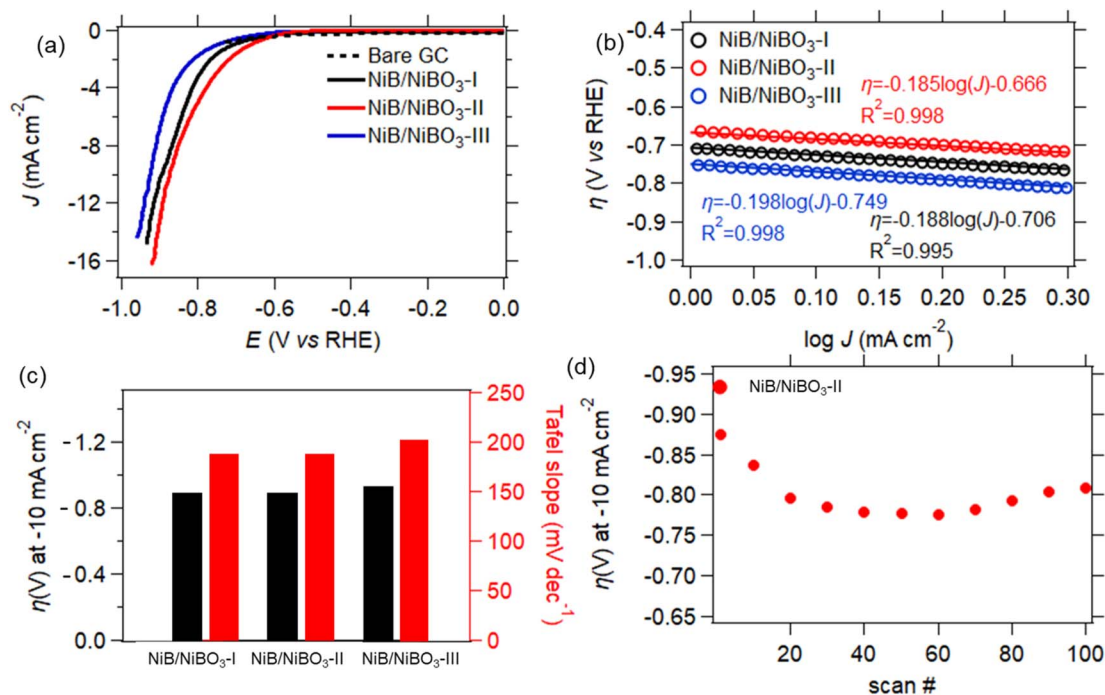 (a)
0
-4
-8
-12
-16
J (mA cm⁻²)
Bare GC
NiB/NiBO₃-I
NiB/NiBO₃-II
NiB/NiBO₃-III
-1.0 -0.8 -0.6 -0.4 -0.2 0.0
E (V vs RHE)
(b)
-0.4
-0.5
-0.6
-0.7
-0.8
-0.9
-1.0
η (V vs RHE)
NiB/NiBO₃-I
NiB/NiBO₃-II
NiB/NiBO₃-III
η=-0.185log(J)-0.666
R²=0.998
η=-0.198log(J)-0.749
R²=0.998
η=-0.188log(J)-0.706
R²=0.995
0.00 0.05 0.10 0.15 0.20 0.25 0.30
log J (mA cm⁻²)
(c)
-1.2
-0.8
-0.4
0.0
η(V) at -10 mA cm⁻²
250
200
150
100
50
0
Tafel slope (mV dec⁻¹)
NiB/NiBO₃-I NiB/NiBO₃-II NiB/NiBO₃-III
(d)
-0.95
-0.90
-0.85
-0.80
-0.75
-0.70
-0.65
η(V) at -10 mA cm⁻²
NiB/NiBO₃-II
20 40 60 80 100
scan #